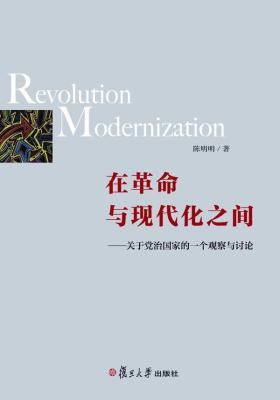 Revolution
Modernization
陈明明/著
在革命
与现代化之间
——关于党治国家的一个观察与讨论
复旦大学出版社